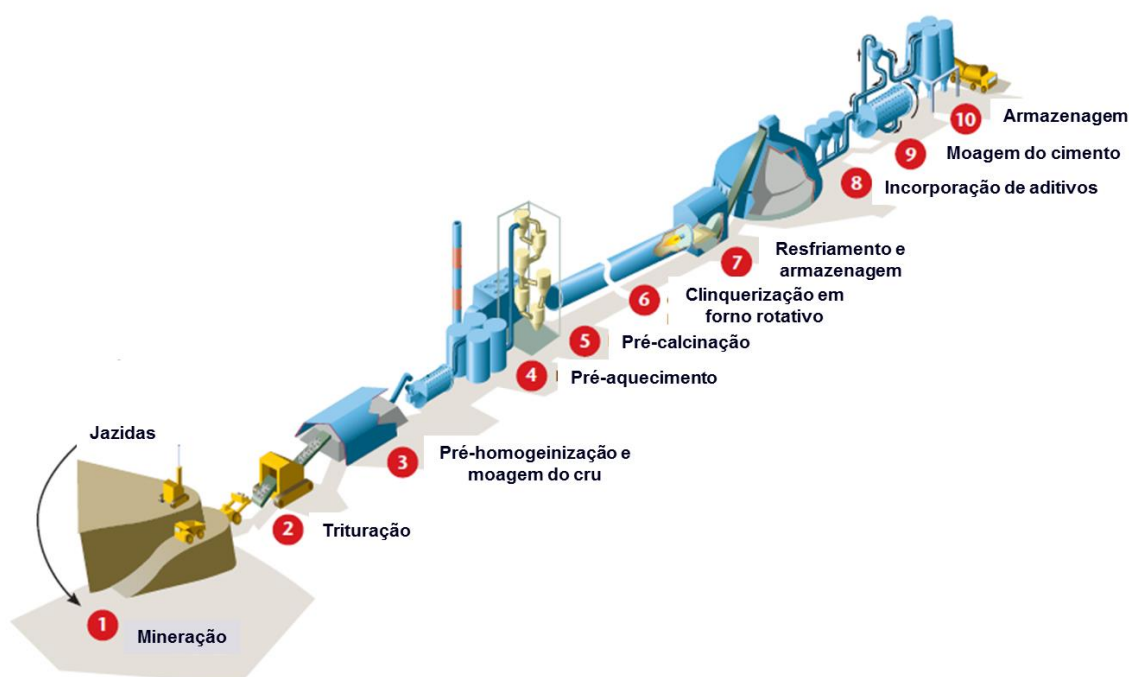 10 Armazenagem
9 Moagem do cimento
8 Incorporação de aditivos
7 Resfriamento e
armazenagem
6 Clinquerização em
forno rotativo
5 Pré-calcinação
4 Pré-aquecimento
Jazidas
3 Pré-homogeinização e
moagem do cru
2 Trituração
1 Mineração